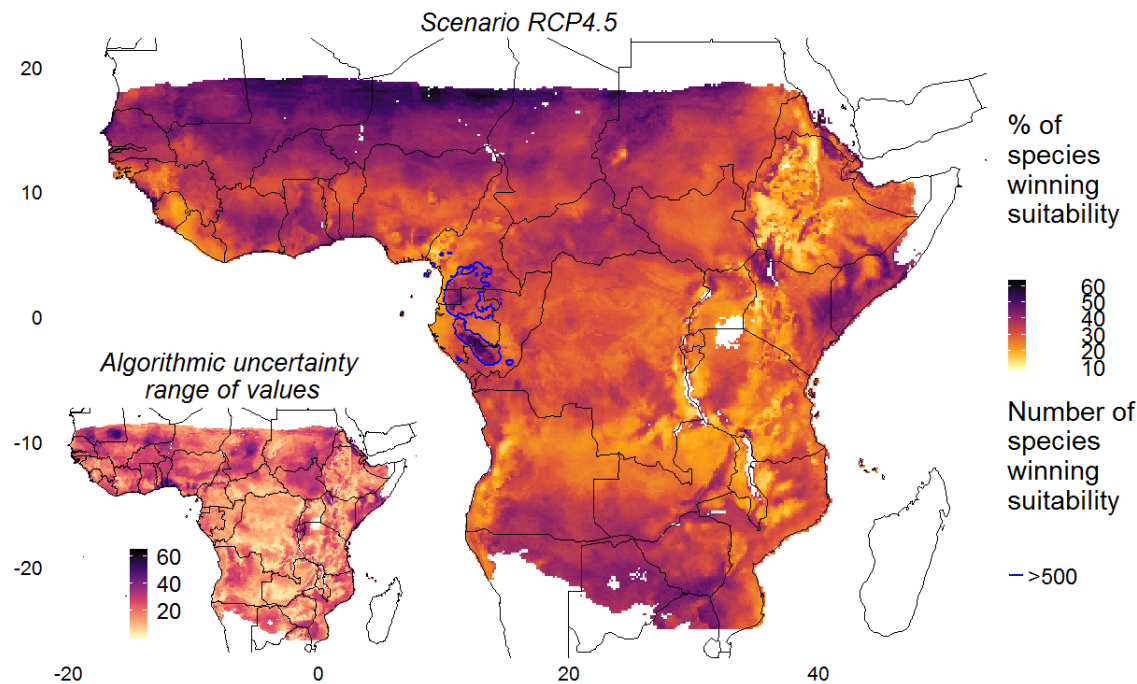 Scenario RCP4.5
20
10
0
-10
-20
-20
0
20
40
% of
species
winning
suitability
60
50
40
30
20
10
Number of
species
winning
suitability
>500
Algorithmic uncertainty
range of values
60
40
20